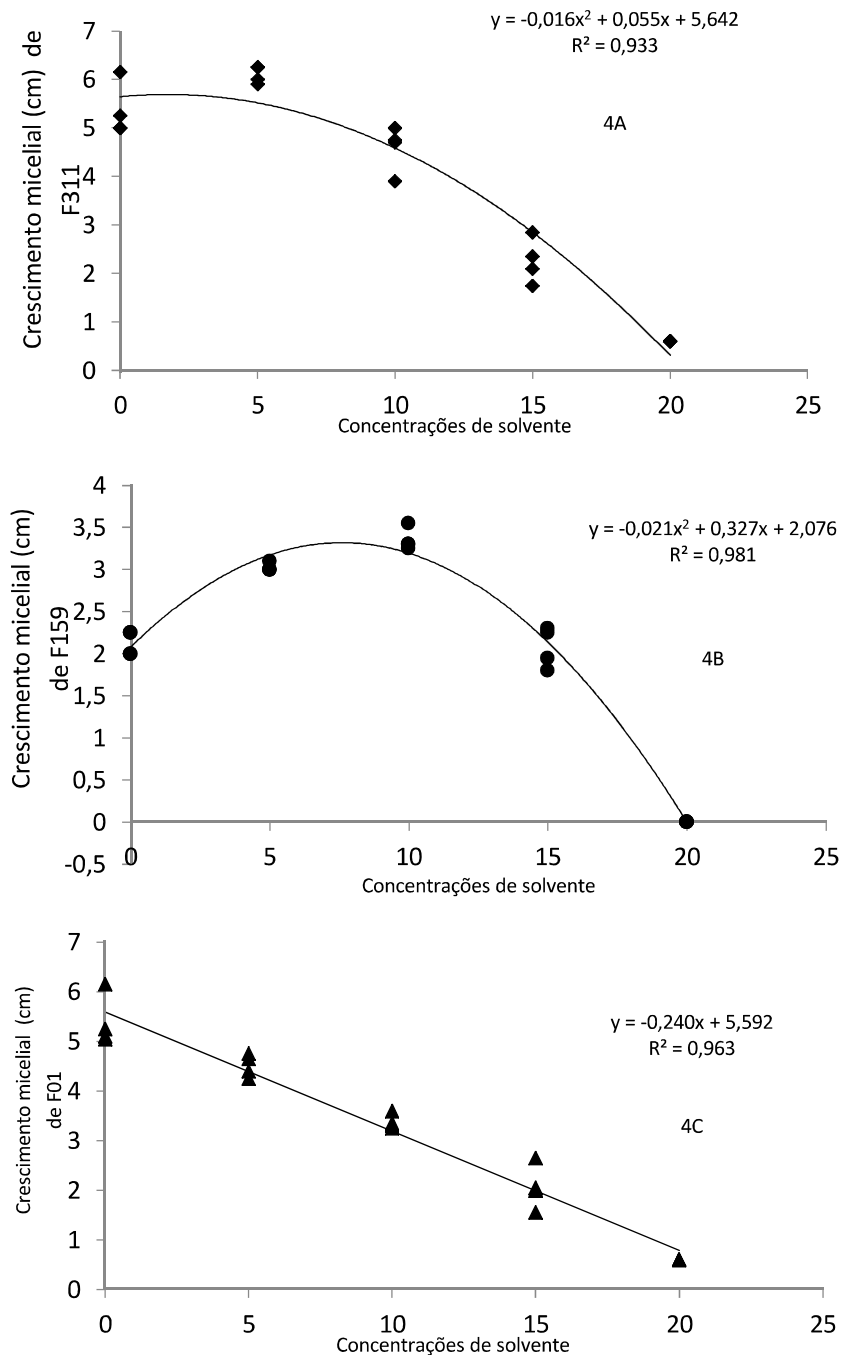 y = -0,016x² + 0,055x + 5,642
R² = 0,933
4A
Crescimento micelial (cm) de
F311
7
6
5
4
3
2
1
0
0 5 10 15 20 25
Concentrações de solvente
y = -0,021x² + 0,327x + 2,076
R² = 0,981
4B
Crescimento micelial (cm)
de F159
4
3,5
3
2,5
2
1,5
1
0,5
0
-0,5
0 5 10 15 20 25
Concentrações de solvente
y = -0,240x + 5,592
R² = 0,963
4C
Crescimento micelial (cm)
de F01
7
6
5
4
3
2
1
0
0 5 10 15 20 25
Concentrações de solvente